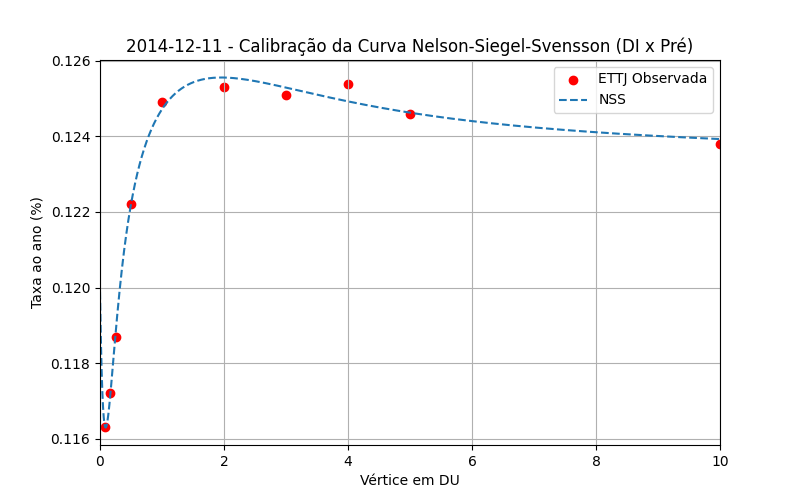 2014-12-11 - Calibração da Curva Nelson-Siegel-Svensson (DI x Pré)
0.126
0.124
0.122
0.120
0.118
0.116
Taxa ao ano (%)
ETTJ Observada
NSS
0 2 4 6 8 10
Vértice em DU